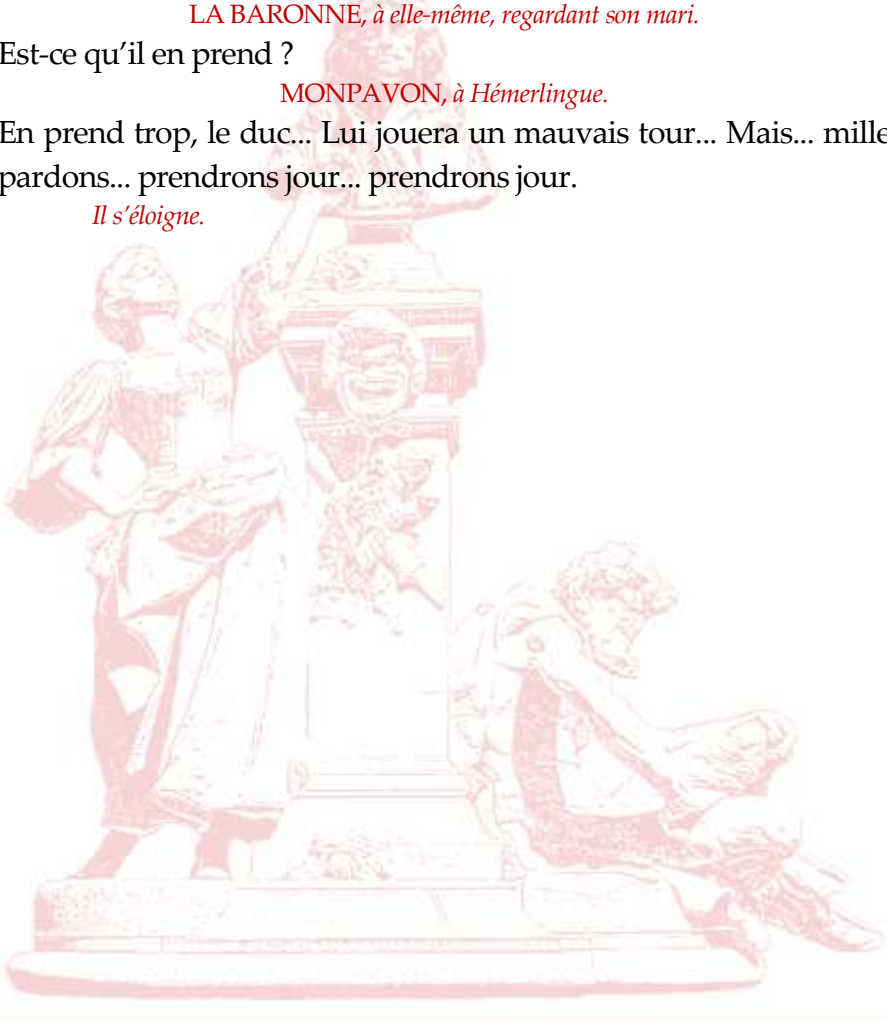 LA BARONNE, à elle-même, regardant son mari.
Est-ce qu’il en prend ?
MONPAVON, à Hémerlingue.
En prend trop, le duc... Lui jouera un mauvais tour... Mais... mille
pardons... prendrons jour... prendrons jour.
Il s’éloigne.